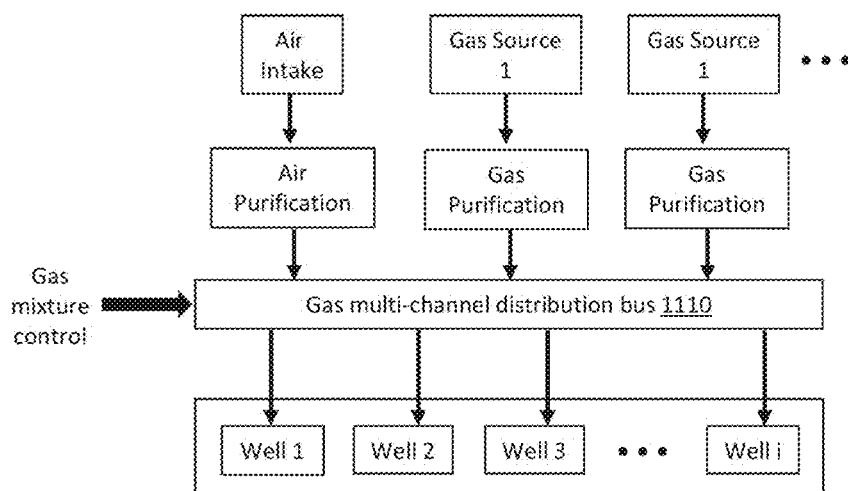 Air
Intake
Gas Source
1
Gas Source
1
Air
Purification
Gas
Purification
Gas
Purification
Gas
mixture
control
Gas multi-channel distribution bus 1110
Well 1
Well 2
Well 3
Well i